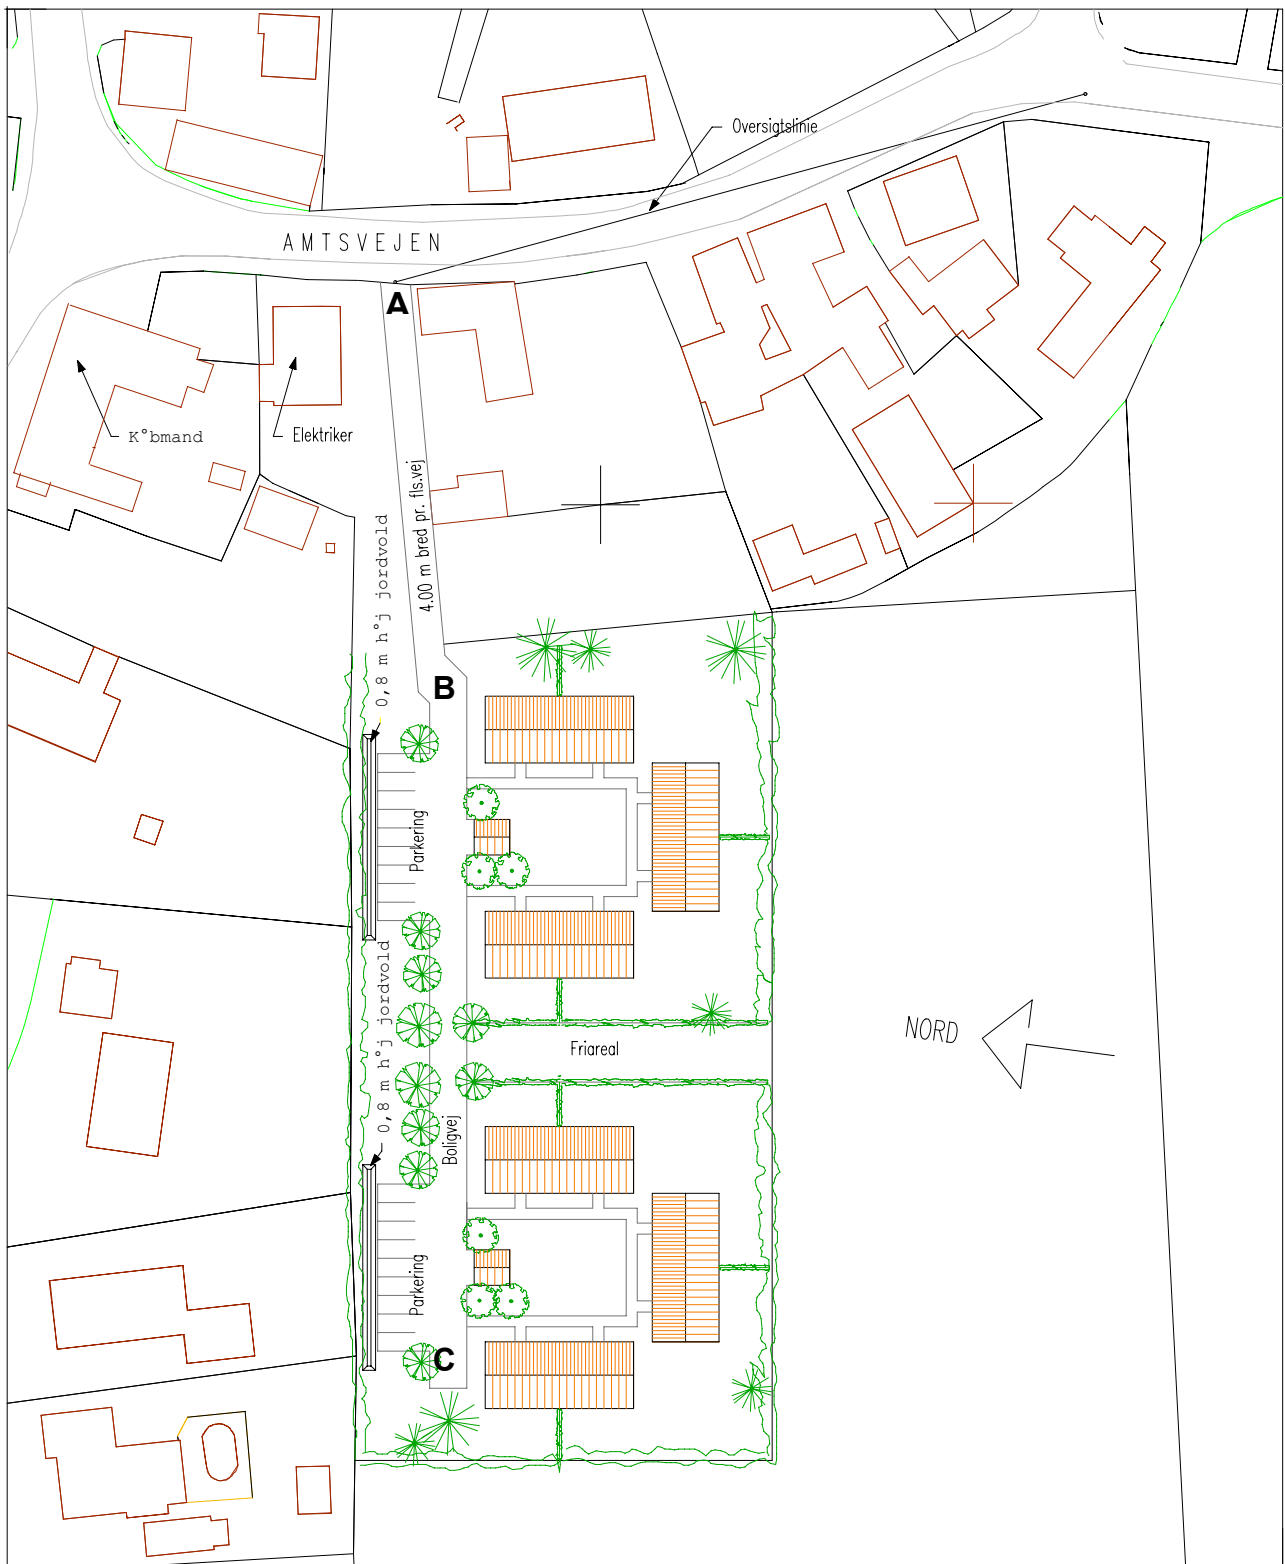 Oversigtslinie
AMTSVEJEN
A
K°bmand
Elektriker
4.00 m bred pr. fls.vej
0,8 m h°j jordvold
B
Parkering
0,8 m h°j jordvold
NORD
Friareal
Boligvej
Parkering
C